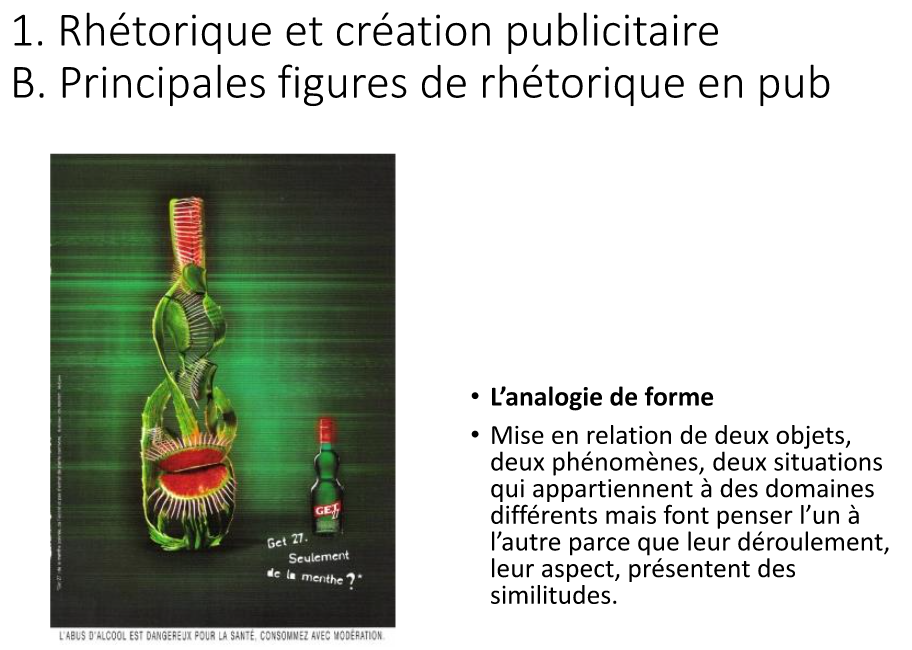 1. Rhétorique et création publicitaire
B. Principales figures de rhétorique en pub
GET
27
Get 27.
Seulement
de la menthe ?*
L'ABUS D'ALCOOL EST DANGEREUX POUR LA SANTÉ, CONSOMMEZ AVEC MODÉRATION.
• L'analogie de forme
• Mise en relation de deux objets,
deux phénomènes, deux situations
qui appartiennent à des domaines
différents mais font penser l'un à
l'autre parce que leur déroulement,
leur aspect, présentent des
similitudes.